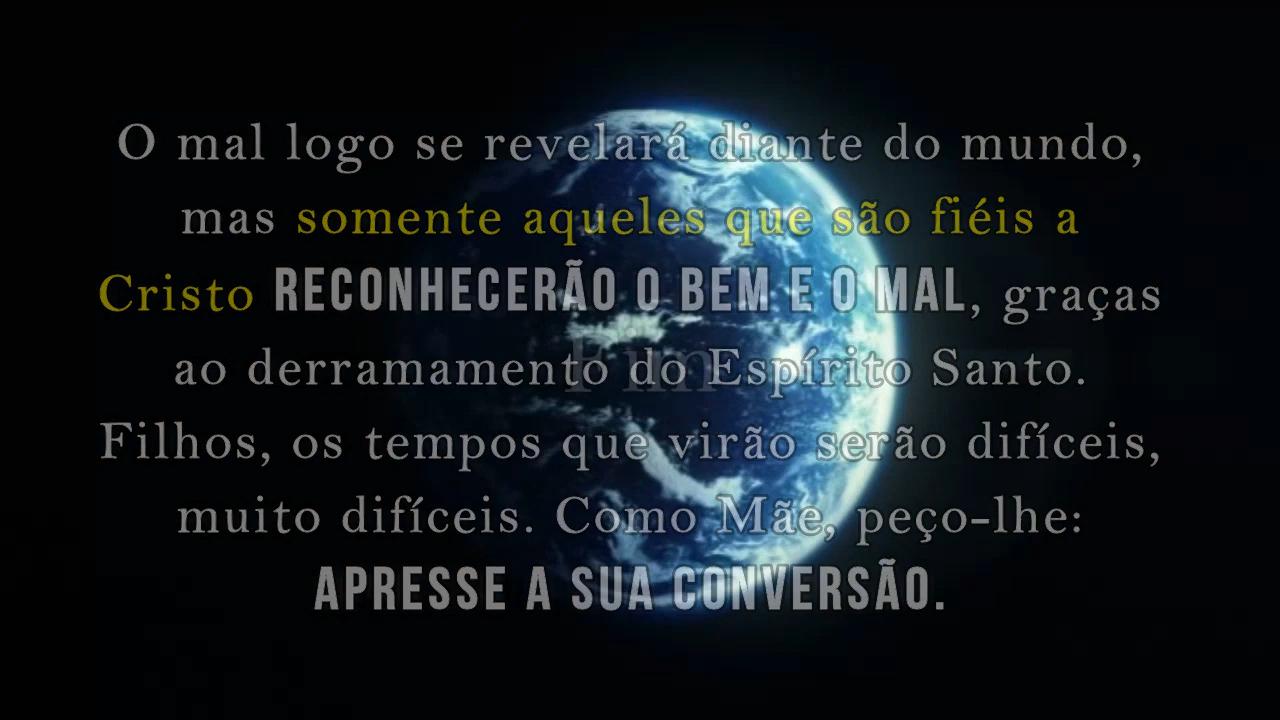 O mal logo se revelará diante do mundo,
mas somente aqueles que são fiéis a
Cristo RECONHECERÃO O BEM E O MAL, graças
ao derramamento do Espírito Santo.
Fim
Filhos, os tempos que virão serão difíceis,
muito difíceis. Como Mãe, peço-lhe:
APRESSE A SUA CONVERSÃO.